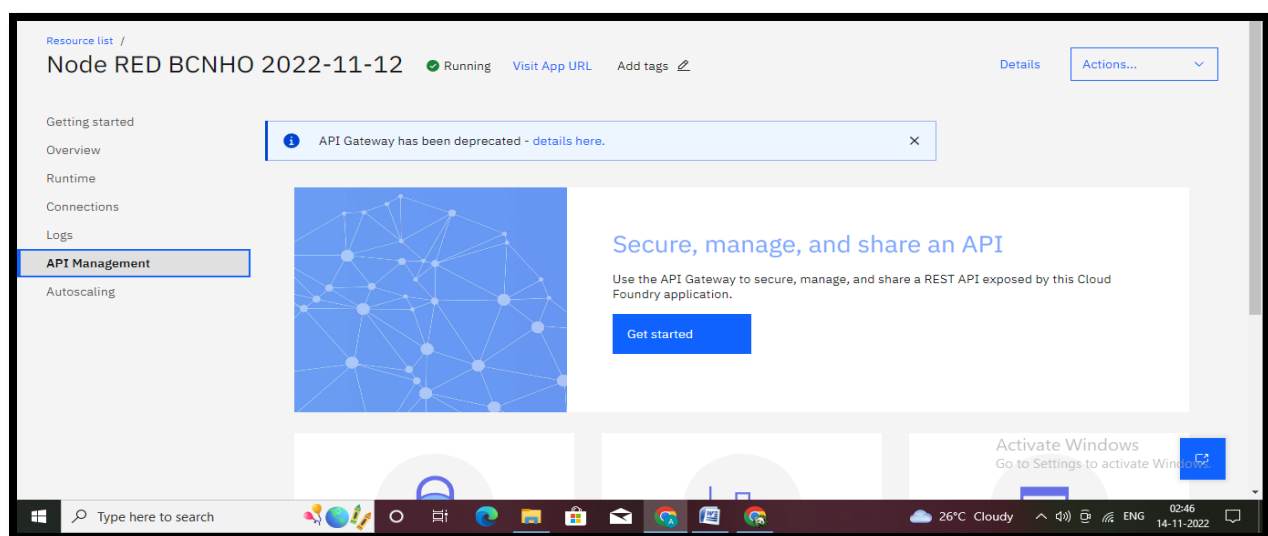 Resource list /
Node RED BCNHO 2022-11-12 Running Visit App URL Add tags Details Actions...
Getting started
Overview
Runtime
Connections
Logs
API Management
Autoscaling
API Gateway has been deprecated - details here.
Secure, manage, and share an API
Use the API Gateway to secure, manage, and share a REST API exposed by this Cloud
Foundry application.
Get started
Activate Windows
Go to Settings to activate Windows.
Type here to search
26°C Cloudy ENG 02:46
14-11-2022